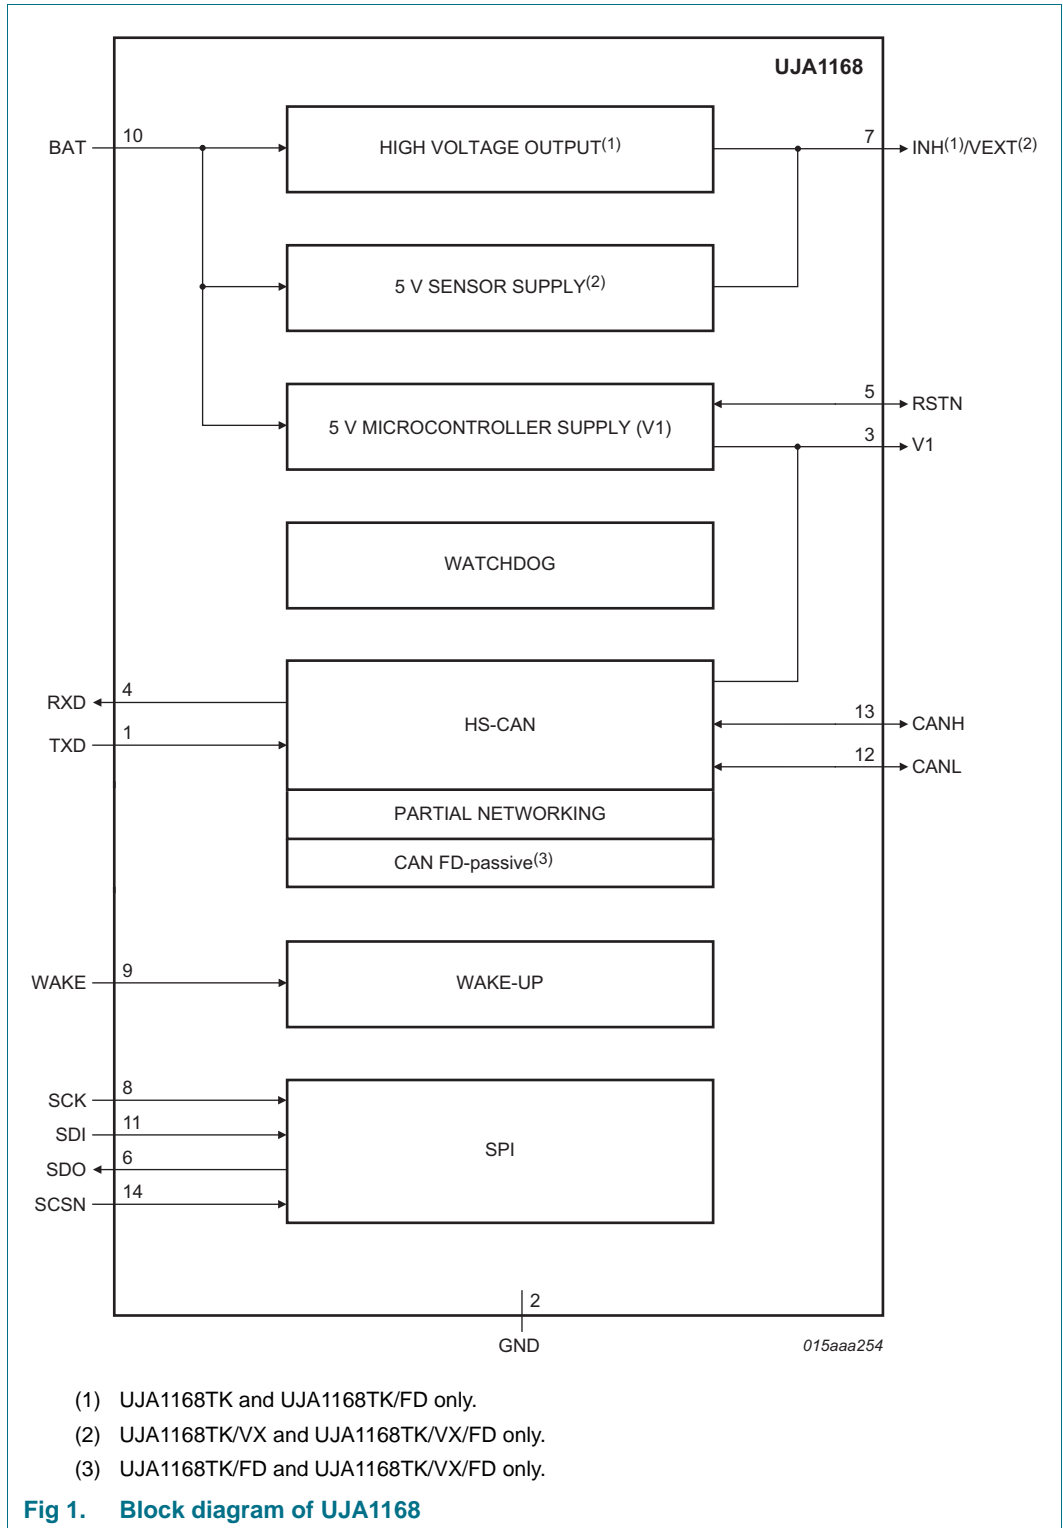 UJA1168
BAT
10
HIGH VOLTAGE OUTPUT(1)
7
INH(1)/VEXT(2)
5 V SENSOR SUPPLY(2)
5 V MICROCONTROLLER SUPPLY (V1)
5
RSTN
3
V1
WATCHDOG
RXD
4
TXD
1
HS-CAN
13
CANH
12
CANL
PARTIAL NETWORKING
CAN FD-passive(3)
WAKE
9
WAKE-UP
SCK
8
SDI
11
SDO
6
SCSN
14
SPI
2
GND
015aaa254
(1) UJA1168TK and UJA1168TK/FD only.
(2) UJA1168TK/VX and UJA1168TK/VX/FD only.
(3) UJA1168TK/FD and UJA1168TK/VX/FD only.
Fig 1. Block diagram of UJA1168